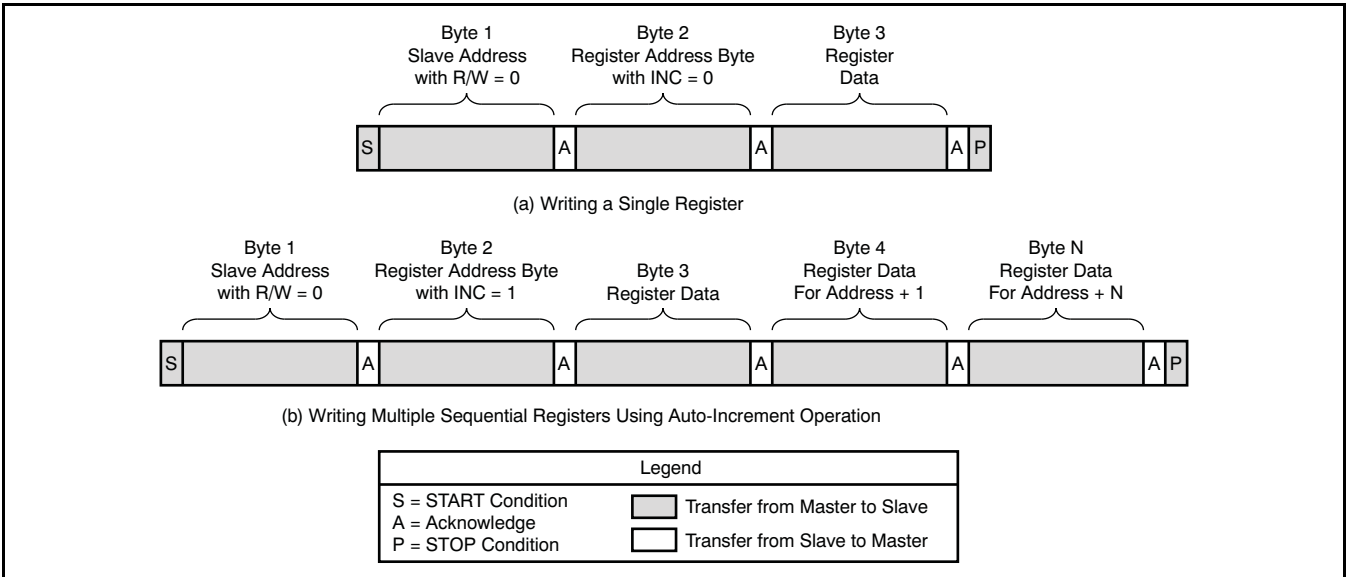 Byte 1
Slave Address
with R/W = 0
Byte 2
Register Address Byte
with INC = 0
Byte 3
Register
Data
S A A A P
(a) Writing a Single Register
Byte 1
Slave Address
with R/W = 0
Byte 2
Register Address Byte
with INC = 1
Byte 3
Register Data
Byte 4
Register Data
For Address + 1
Byte N
Register Data
For Address + N
S A A A A A P
(b) Writing Multiple Sequential Registers Using Auto-Increment Operation
Legend
S = START Condition
A = Acknowledge
P = STOP Condition
Transfer from Master to Slave
Transfer from Slave to Master